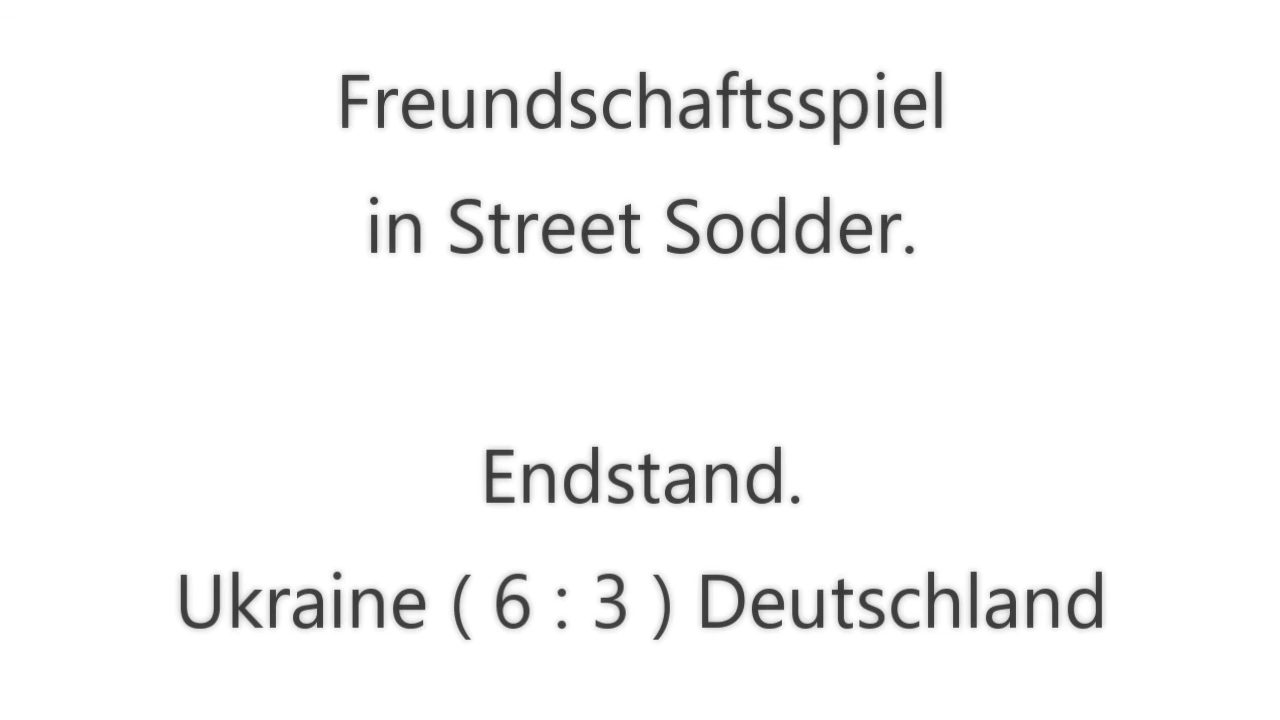 Freundschaftsspiel
in Street Sodder.
Endstand.
Ukraine ( 6 : 3 ) Deutschland